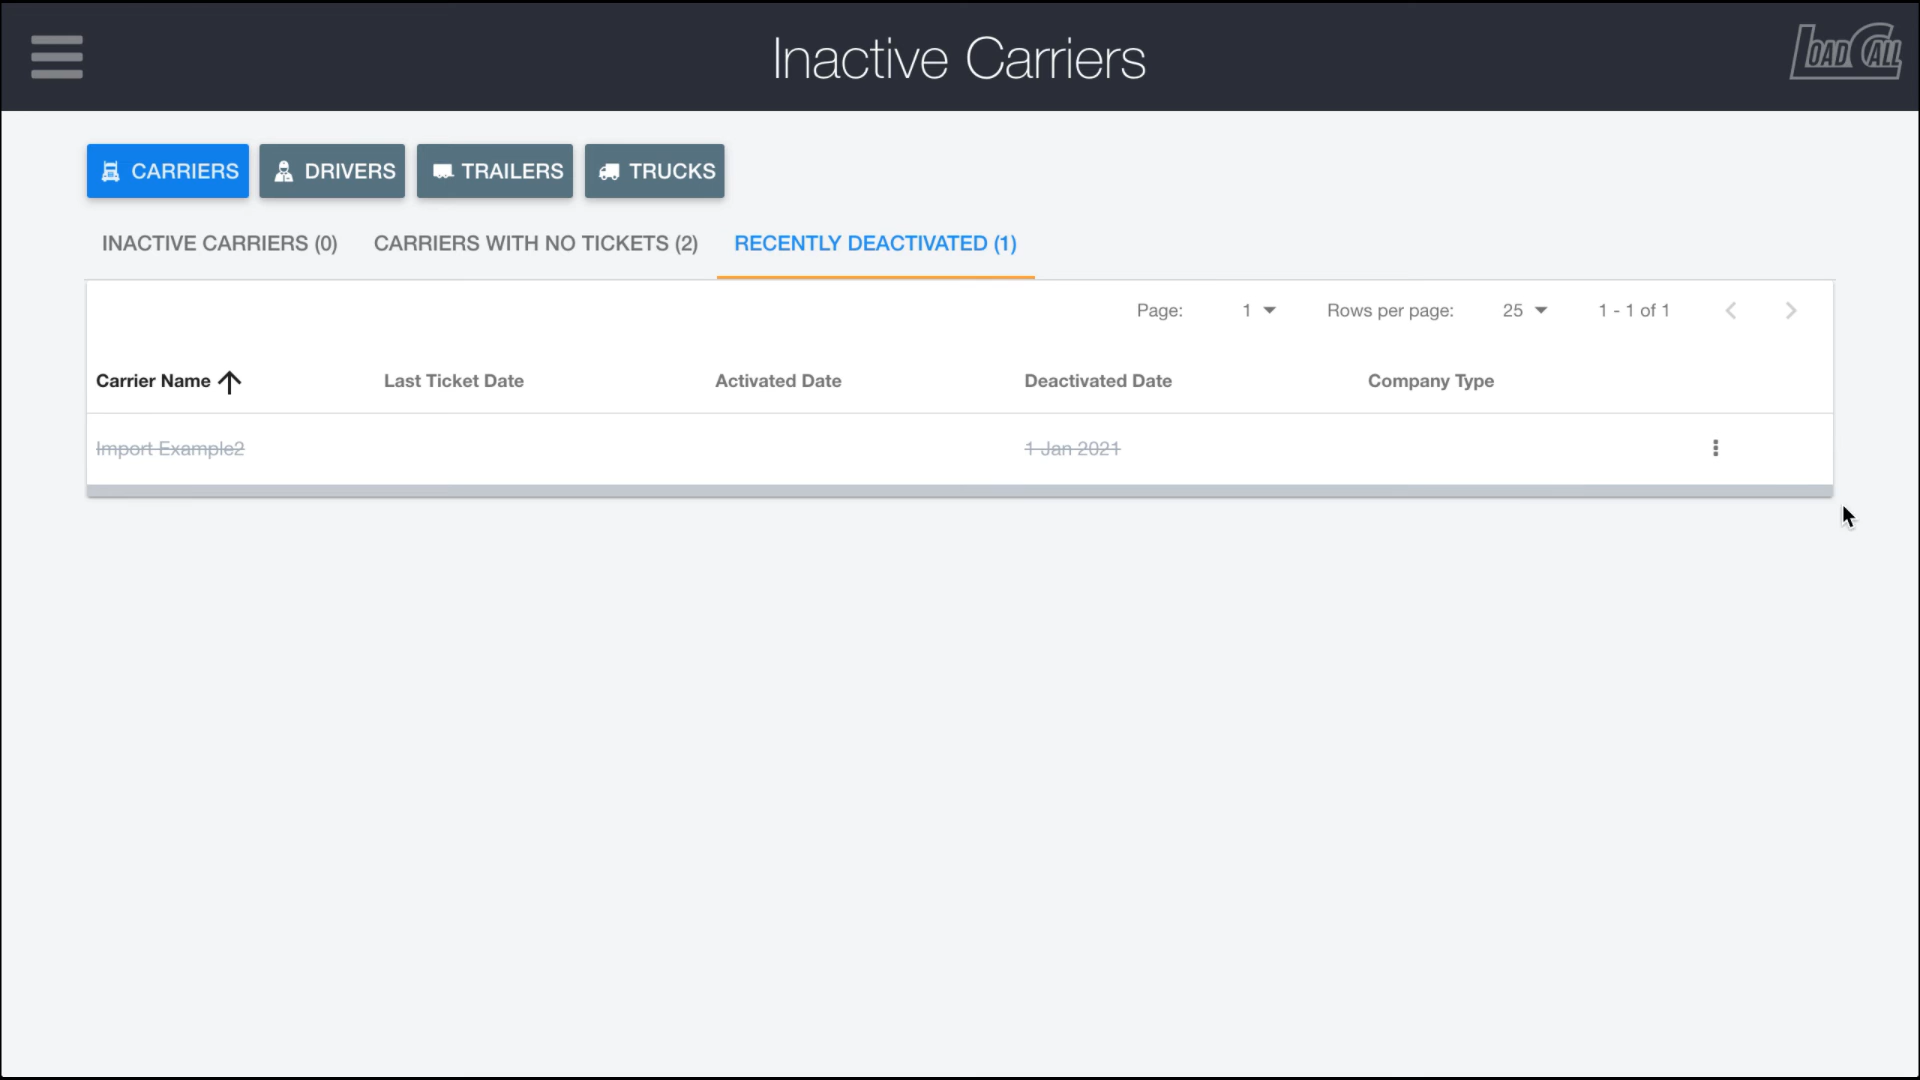 Inactive Carriers
LOAD CALL
CARRIERS
DRIVERS
TRAILERS
TRUCKS
INACTIVE CARRIERS (0)
CARRIERS WITH NO TICKETS (2)
RECENTLY DEACTIVATED (1)
Page: 1 Rows per page: 25 1 - 1 of 1
Carrier Name Last Ticket Date Activated Date Deactivated Date Company Type
Import Example2 1 Jan 2021